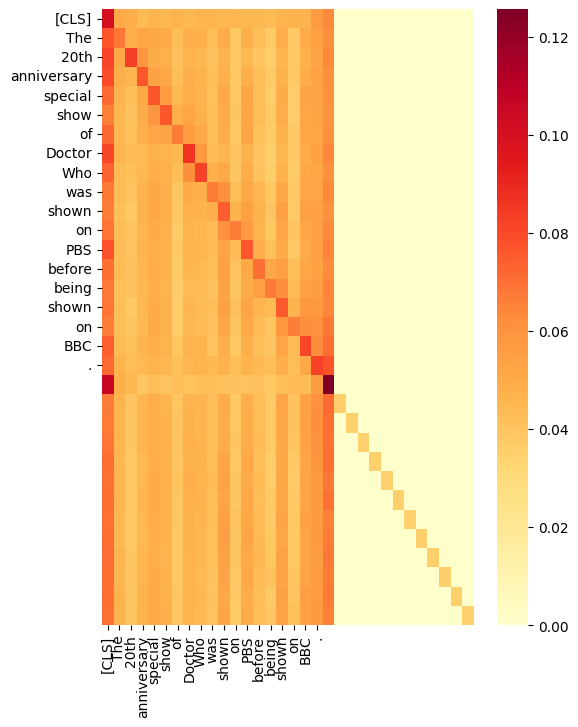 [CLS]
The
20th
anniversary
special
show
of
Doctor
Who
was
shown
on
PBS
before
being
shown
on
BBC
.
[CLS]
The
20th
anniversary
special
show
of
Doctor
Who
was
shown
on
PBS
before
being
shown
on
BBC
.
0.12
0.10
0.08
0.06
0.04
0.02
0.00